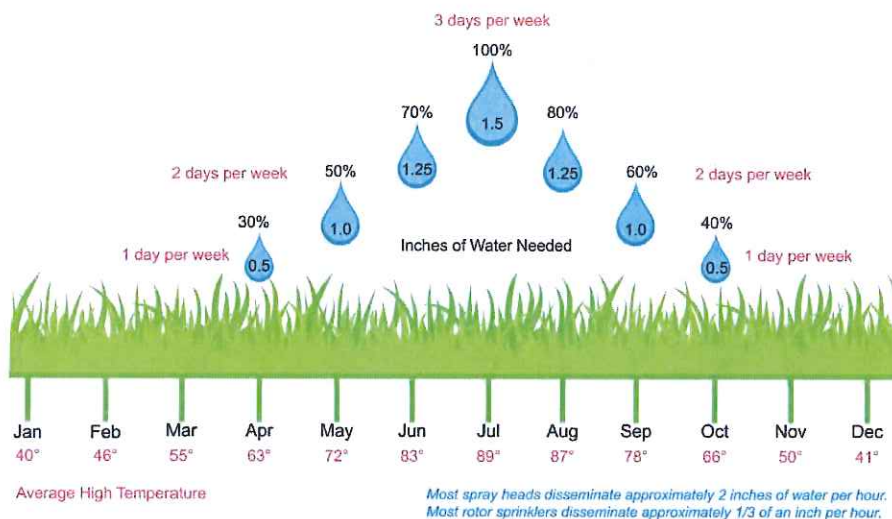 3 days per week
100%
1.5
70%
80%
1.25
1.25
2 days per week
50%
60%
2 days per week
1.0
1.0
30%
40%
1 day per week
0.5
Inches of Water Needed
0.5
1 day per week
Jan Feb Mar Apr May Jun Jul Aug Sep Oct Nov Dec
40° 46° 55° 63° 72° 83° 89° 87° 78° 66° 50° 41°
Average High Temperature
Most spray heads disseminate approximately 2 inches of water per hour.
Most rotor sprinklers disseminate approximately 1/3 of an inch per hour.